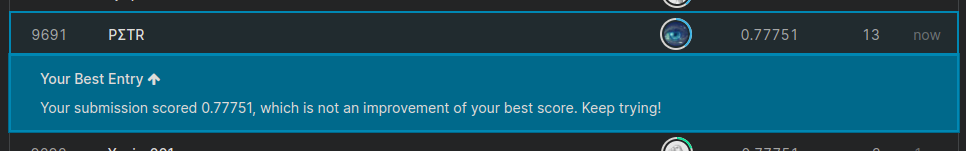 9691 PΣTR 0.77751 13 now
Your Best Entry ↑
Your submission scored 0.77751, which is not an improvement of your best score. Keep trying!